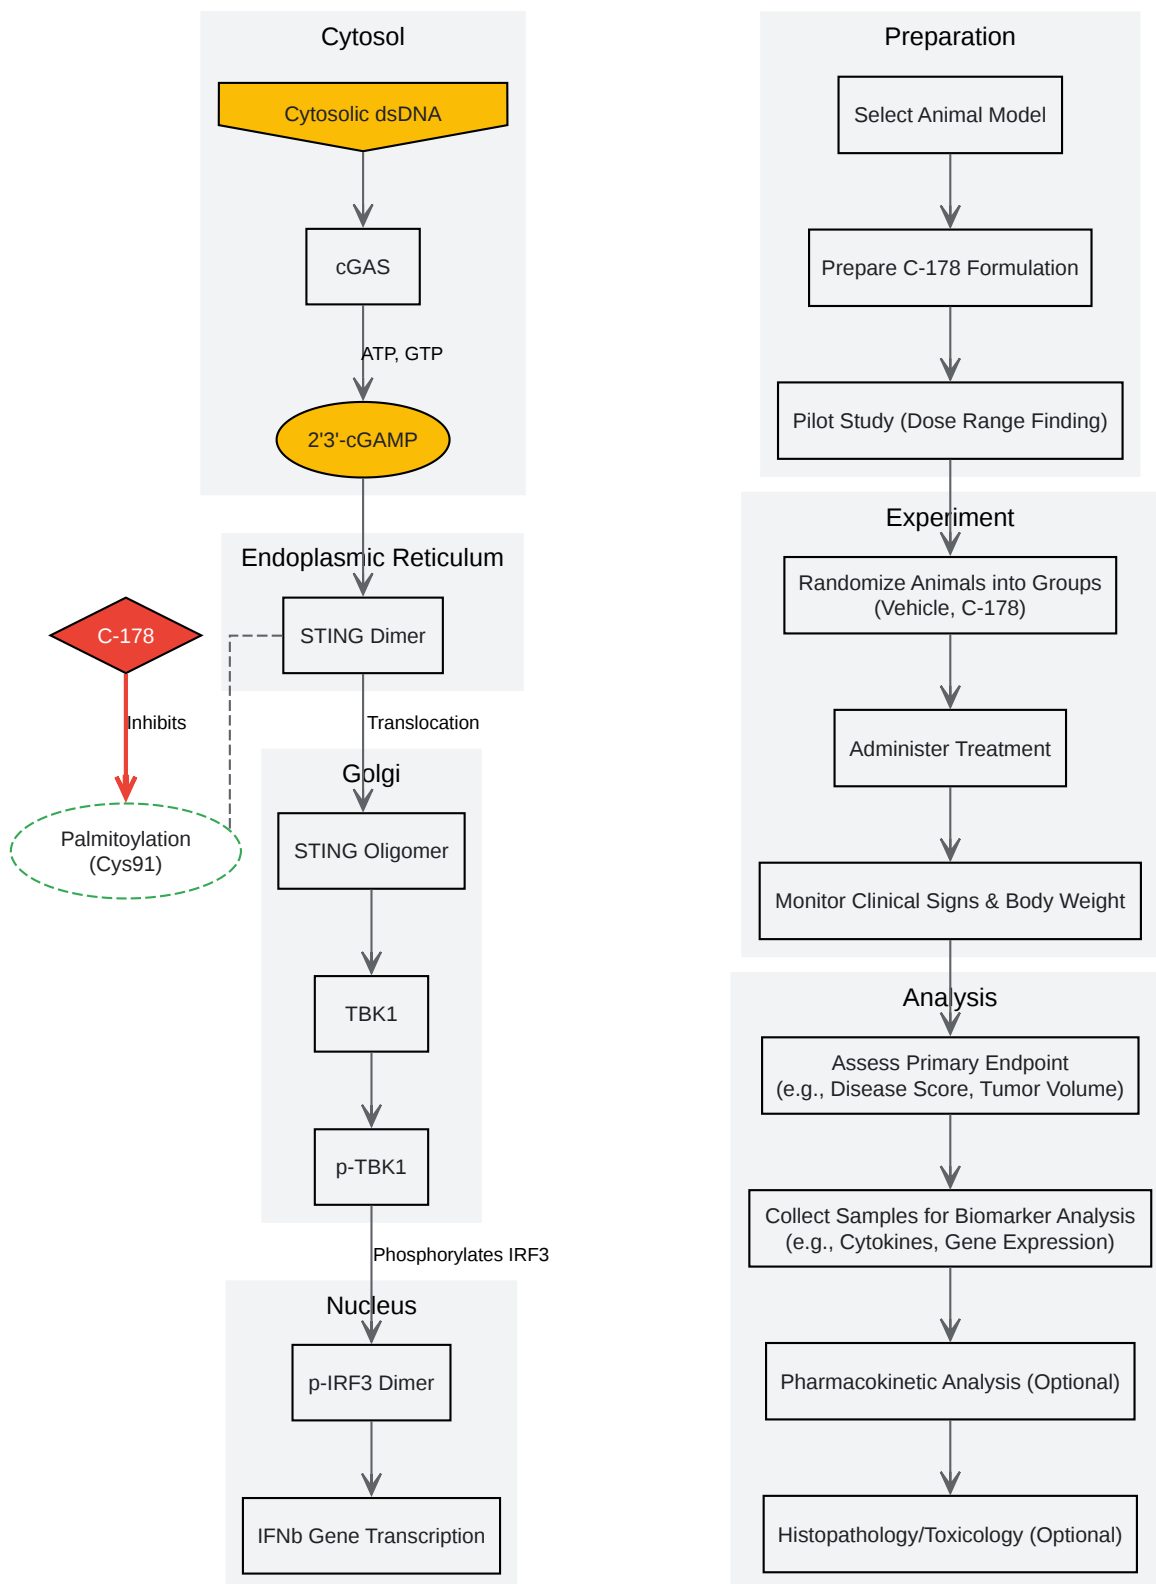 Cytosol
Cytosolic dsDNA
cGAS
ATP, GTP
2'3'-cGAMP
Endoplasmic Reticulum
C-178
STING Dimer
Inhibits
Translocation
Golgi
Palmitoylation
(Cys91)
STING Oligomer
TBK1
p-TBK1
Phosphorylates IRF3
Nucleus
p-IRF3 Dimer
IFNb Gene Transcription
Preparation
Select Animal Model
Prepare C-178 Formulation
Pilot Study (Dose Range Finding)
Experiment
Randomize Animals into Groups
(Vehicle, C-178)
Administer Treatment
Monitor Clinical Signs & Body Weight
Analysis
Assess Primary Endpoint
(e.g., Disease Score, Tumor Volume)
Collect Samples for Biomarker Analysis
(e.g., Cytokines, Gene Expression)
Pharmacokinetic Analysis (Optional)
Histopathology/Toxicology (Optional)